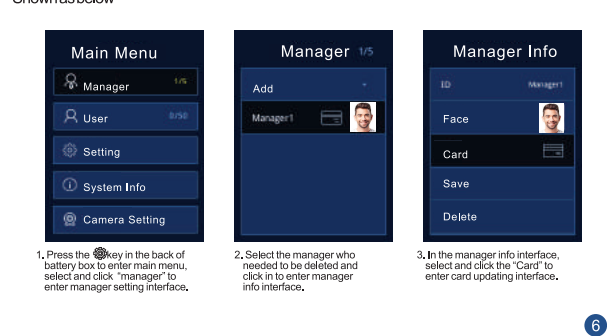 Shown as below
Main Menu
Manager 1/5
User 0/50
Setting
System Info
Camera Setting
1. Press the key in the back of
battery box to enter main menu,
select and click "manager" to
enter manager setting interface.
Manager 1/5
Add
Manager1
2. Select the manager who
needed to be deleted and
click in to enter manager
info interface.
Manager Info
ID Manager1
Face
Card
Save
Delete
3. In the manager info interface,
select and click the “Card” to
enter card updating interface.
6